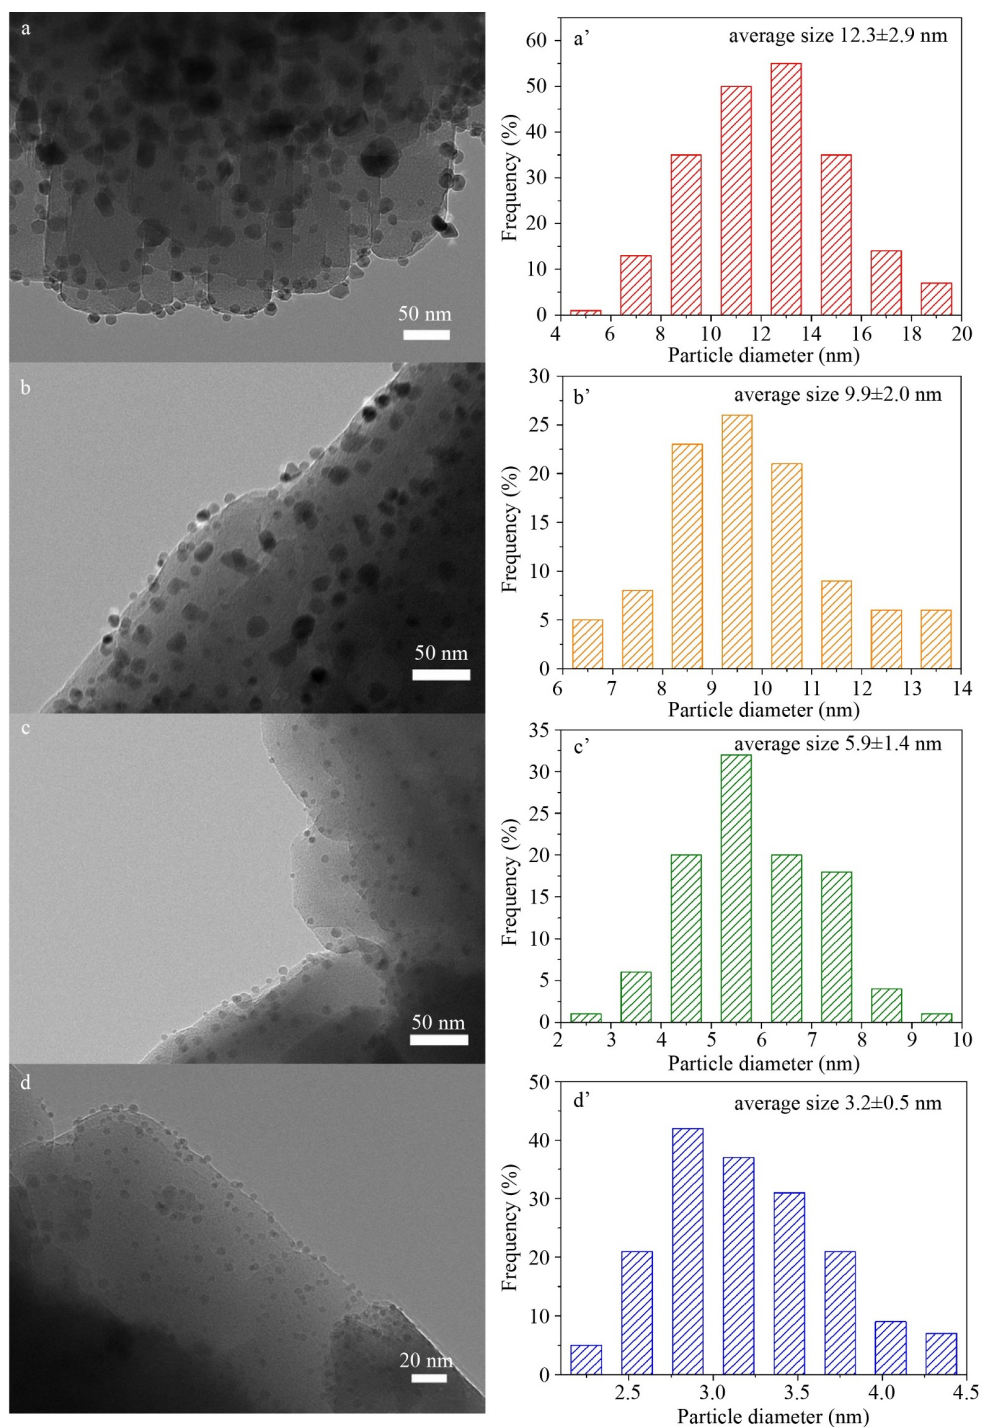 a
50 nm
a’
average size 12.3±2.9 nm
Frequency (%)
60
50
40
30
20
10
0
4 6 8 10 12 14 16 18 20
Particle diameter (nm)
b
50 nm
b’
average size 9.9±2.0 nm
Frequency (%)
30
25
20
15
10
5
0
6 7 8 9 10 11 12 13 14
Particle diameter (nm)
c
50 nm
c’
average size 5.9±1.4 nm
Frequency (%)
35
30
25
20
15
10
5
0
2 3 4 5 6 7 8 9 10
Particle diameter (nm)
d
20 nm
d’
average size 3.2±0.5 nm
Frequency (%)
50
40
30
20
10
0
2.5 3.0 3.5 4.0 4.5
Particle diameter (nm)